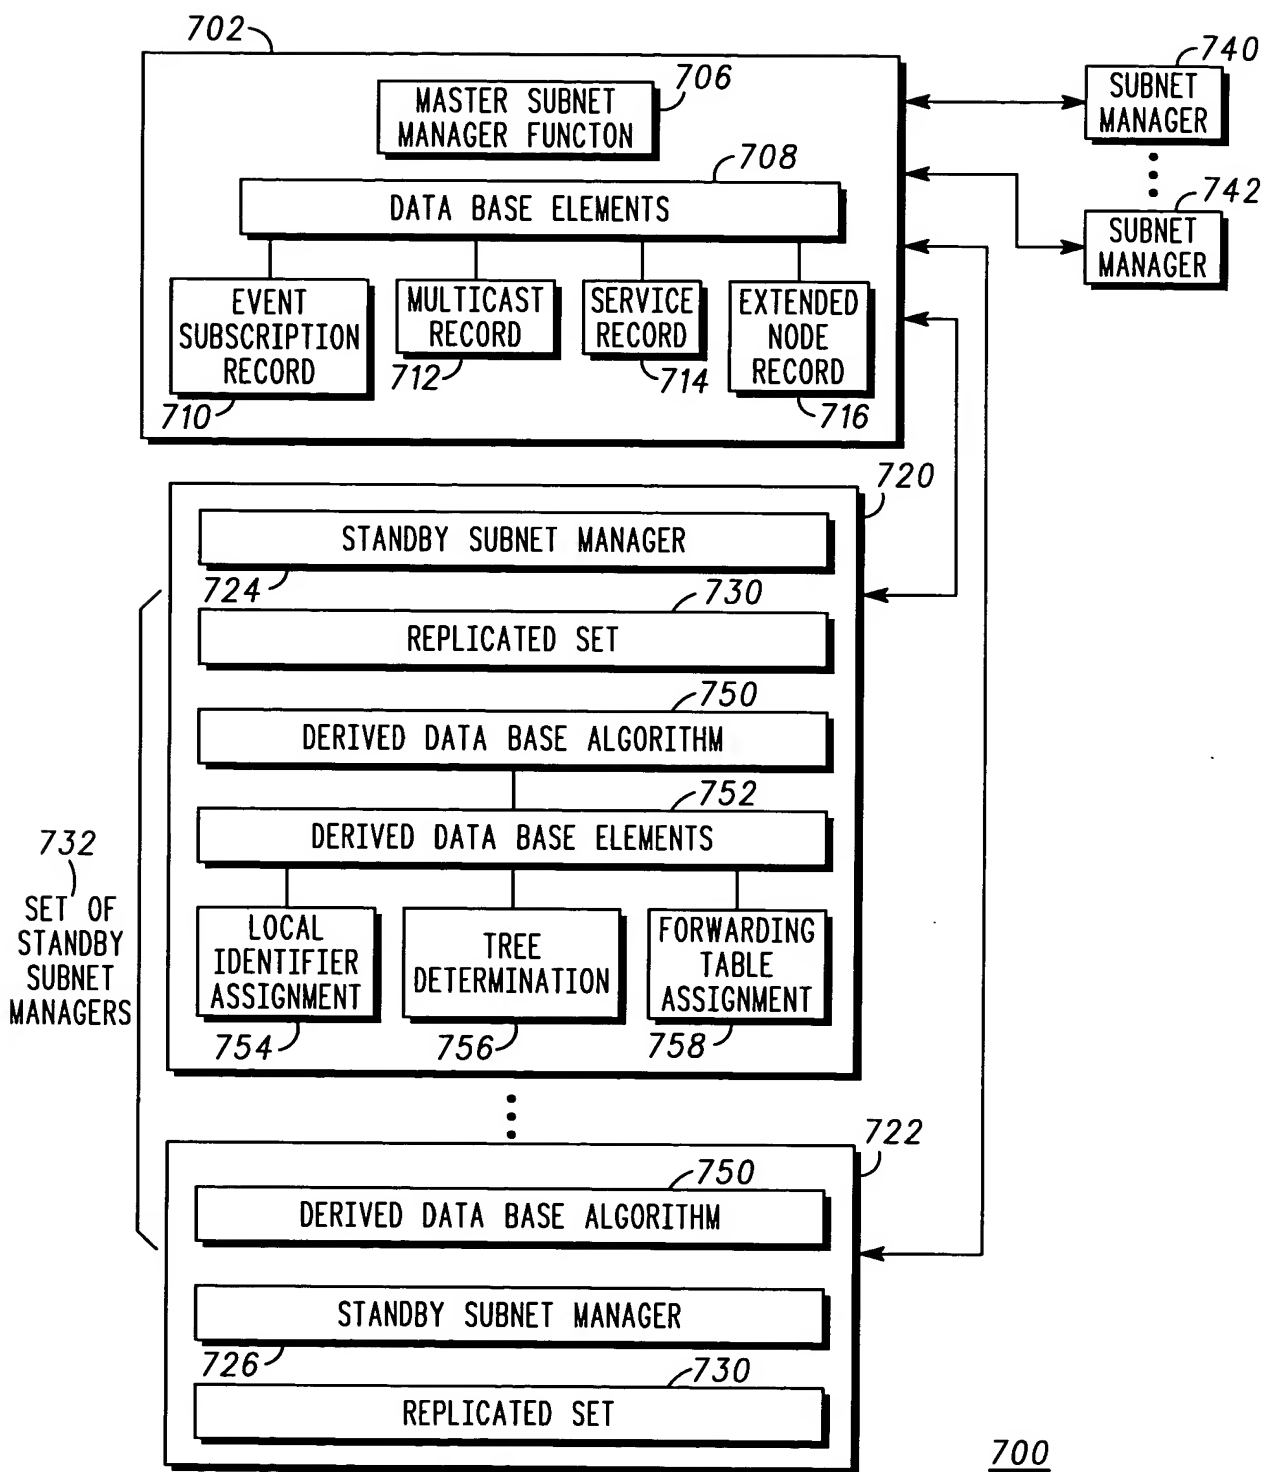 702
706
MASTER SUBNET
MANAGER FUNCTON
708
DATA BASE ELEMENTS
EVENT
SUBSCRIPTION
RECORD
710
MULTICAST
RECORD
712
SERVICE
RECORD
714
EXTENDED
NODE
RECORD
716
740
SUBNET
MANAGER
742
SUBNET
MANAGER
720
STANDBY SUBNET MANAGER
724
730
REPLICATED SET
750
DERIVED DATA BASE ALGORITHM
752
DERIVED DATA BASE ELEMENTS
LOCAL
IDENTIFIER
ASSIGNMENT
754
TREE
DETERMINATION
756
FORWARDING
TABLE
ASSIGNMENT
758
732
SET OF
STANDBY
SUBNET
MANAGERS
722
750
DERIVED DATA BASE ALGORITHM
STANDBY SUBNET MANAGER
726
730
REPLICATED SET
700